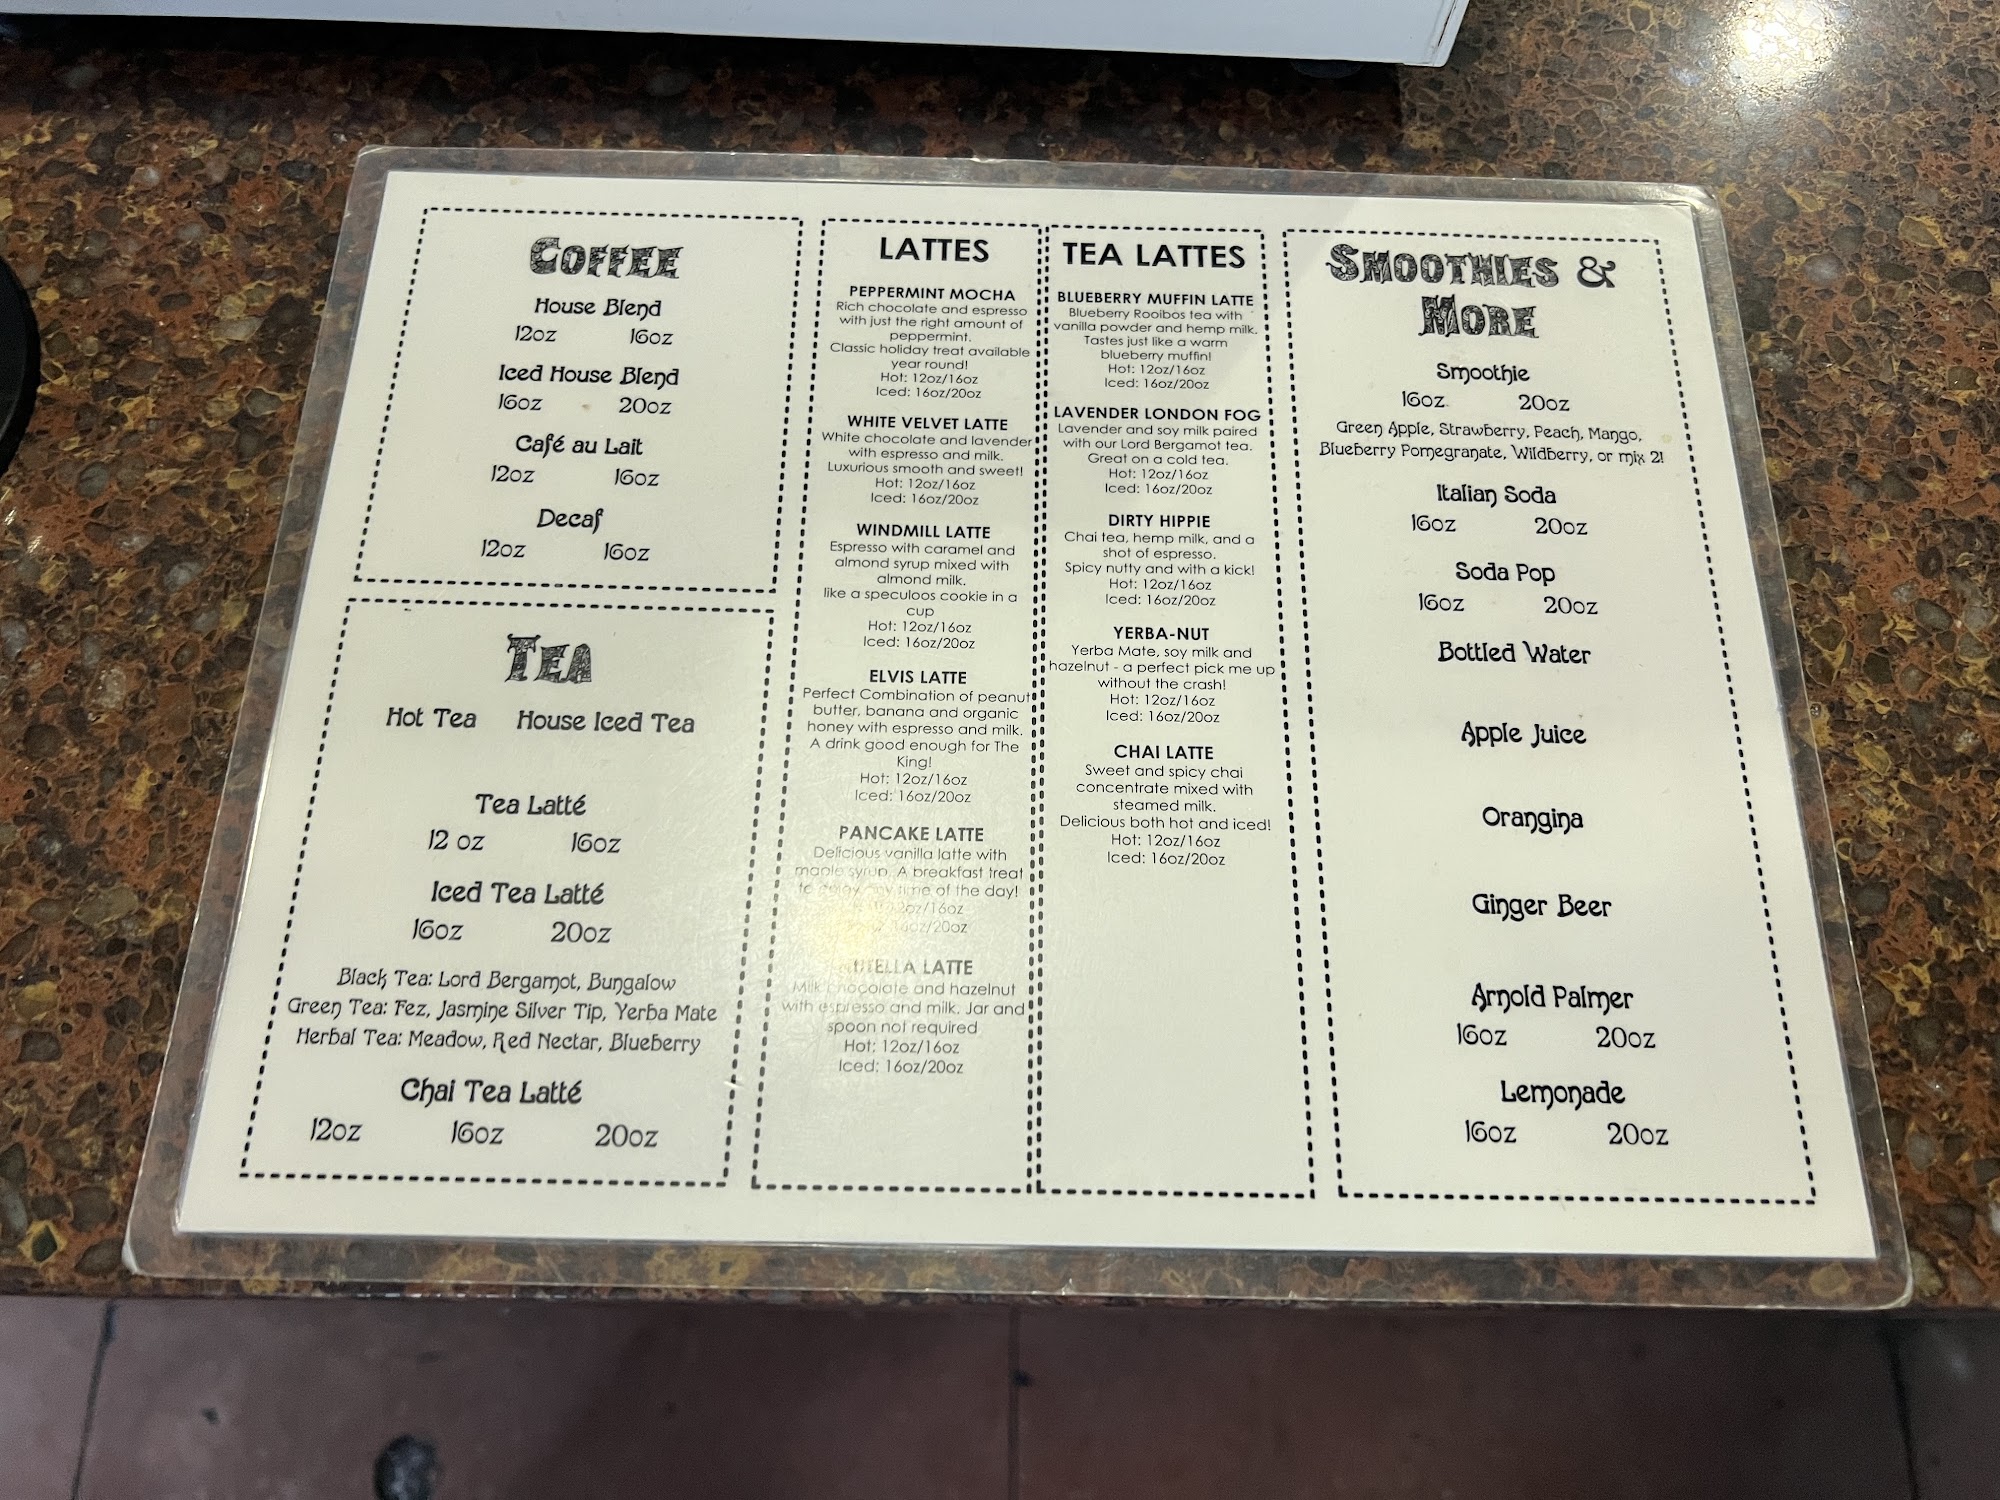 COFFEE
House Blend
12oz 16oz
Iced House Blend
16oz 20oz
Café au Lait
12oz 16oz
Decaf
12oz 16oz
TEA
Hot Tea House Iced Tea
Tea Latté
12 oz 16oz
Iced Tea Latté
16oz 20oz
Black Tea: Lord Bergamot, Bungalow
Green Tea: Fez, Jasmine Silver Tip, Yerba Mate
Herbal Tea: Meadow, Red Nectar, Blueberry
Chai Tea Latté
12oz 16oz 20oz
LATTES
PEPPERMINT MOCHA
Rich chocolate and espresso
with just the right amount of
peppermint.
Classic holiday treat available
year round!
Hot: 12oz/16oz
Iced: 16oz/20oz
WHITE VELVET LATTE
White chocolate and lavender
with espresso and milk.
Luxurious smooth and sweet!
Hot: 12oz/16oz
Iced: 16oz/20oz
WINDMILL LATTE
Espresso with caramel and
almond syrup mixed with
almond milk.
like a speculoos cookie in a
cup
Hot: 12oz/16oz
Iced: 16oz/20oz
ELVIS LATTE
Perfect Combination of peanut
butter, banana and organic
honey with espresso and milk.
A drink good enough for The
King!
Hot: 12oz/16oz
Iced: 16oz/20oz
PANCAKE LATTE
Delicious vanilla latte with
maple syrup. A breakfast treat
to enjoy any time of the day!
12oz/16oz
16oz/20oz
NUTELLA LATTE
Milk chocolate and hazelnut
with espresso and milk. Jar and
spoon not required
Hot: 12oz/16oz
Iced: 16oz/20oz
TEA LATTES
BLUEBERRY MUFFIN LATTE
Blueberry Rooibos tea with
vanilla powder and hemp milk.
Tastes just like a warm
blueberry muffin!
Hot: 12oz/16oz
Iced: 16oz/20oz
LAVENDER LONDON FOG
Lavender and soy milk paired
with our Lord Bergamot tea.
Great on a cold tea.
Hot: 12oz/16oz
Iced: 16oz/20oz
DIRTY HIPPIE
Chai tea, hemp milk, and a
shot of espresso.
Spicy nutty and with a kick!
Hot: 12oz/16oz
Iced: 16oz/20oz
YERBA-NUT
Yerba Mate, soy milk and
hazelnut - a perfect pick me up
without the crash!
Hot: 12oz/16oz
Iced: 16oz/20oz
CHAI LATTE
Sweet and spicy chai
concentrate mixed with
steamed milk.
Delicious both hot and iced!
Hot: 12oz/16oz
Iced: 16oz/20oz
SMOOTHIES &
MORE
Smoothie
16oz 20oz
Green Apple, Strawberry, Peach, Mango,
Blueberry Pomegranate, Wildberry, or mix 2!
Italian Soda
16oz 20oz
Soda Pop
16oz 20oz
Bottled Water
Apple Juice
Orangina
Ginger Beer
Arnold Palmer
16oz 20oz
Lemonade
16oz 20oz